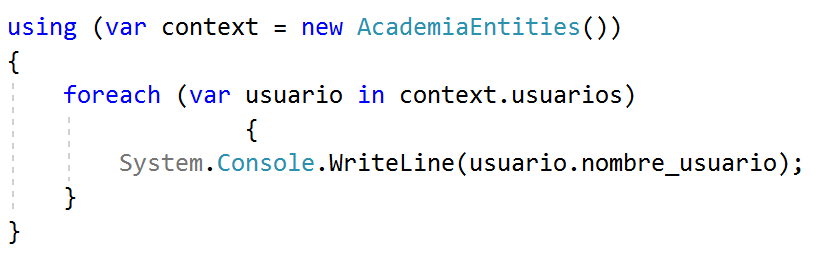 using (var context = new AcademiaEntities())
{
    foreach (var usuario in context.usuarios)
                 {
        System.Console.WriteLine(usuario.nombre_usuario);
    }
}